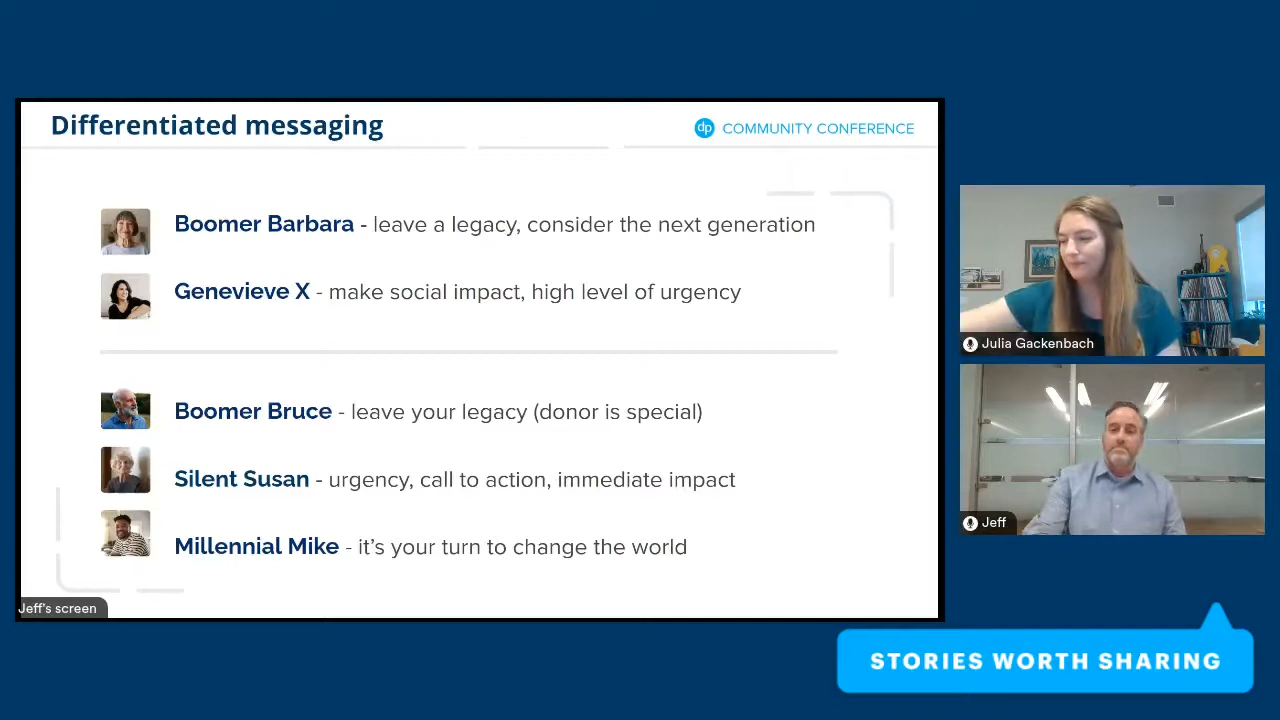 Differentiated messaging
dp COMMUNITY CONFERENCE
Boomer Barbara - leave a legacy, consider the next generation
Genevieve X - make social impact, high level of urgency
Boomer Bruce - leave your legacy (donor is special)
Silent Susan - urgency, call to action, immediate impact
Millennial Mike - it’s your turn to change the world
Jeff's screen
Julia Gackenbach
Jeff
STORIES WORTH SHARING